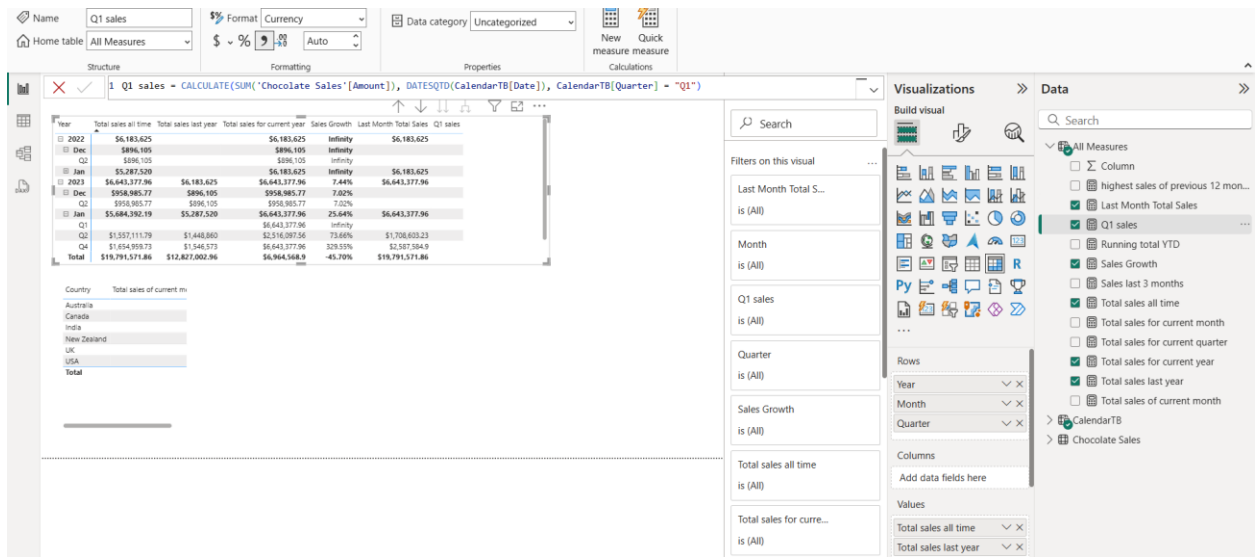 Name Q1 sales
Format Currency
Data category Uncategorized
New measure
Quick measure
Home table All Measures
$ % 9 Auto
Structure
Formatting
Properties
Calculations
1 Q1 sales = CALCULATE(SUM('Chocolate Sales'[Amount]), DATESQTD(CalendarTB[Date]), CalendarTB[Quarter] = "Q1")
Year Total sales all time Total sales last year Total sales for current year Sales Growth Last Month Total Sales Q1 sales
2022 $6,183,625 $6,183,625 Infinity $6,183,625
Dec $896,105 $896,105 Infinity
Q2 $896,105 $896,105 Infinity
Jan $5,287,520 $6,183,625 Infinity $6,183,625
2023 $6,643,377.96 $6,183,625 $6,643,377.96 7.44% $6,643,377.96
Dec $958,985.77 $896,105 $958,985.77 7.02%
Q2 $958,985.77 $896,105 $958,985.77 7.02%
Jan $5,684,392.19 $5,287,520 $6,643,377.96 25.64% $6,643,377.96
Q1 $6,643,377.96 Infinity
Q2 $1,557,111.79 $1,448,860 $2,516,097.56 73.66% $1,708,603.23
Q4 $1,654,959.73 $1,546,573 $6,643,377.96 329.55% $2,587,584.9
Total $19,791,571.86 $12,827,002.96 $6,964,568.9 -45.70% $19,791,571.86
Country Total sales of current m
Australia
Canada
India
New Zealand
UK
USA
Total
Search
Filters on this visual ...
Last Month Total S...
is (All)
Month
is (All)
Q1 sales
is (All)
Quarter
is (All)
Sales Growth
is (All)
Total sales all time
is (All)
Total sales for curre...
is (All)
Visualizations
Build visual
R
Py
...
Rows
Year
Month
Quarter
Columns
Add data fields here
Values
Total sales all time
Total sales last year
Data
Search
All Measures
Σ Column
highest sales of previous 12 mon...
Last Month Total Sales
Q1 sales ...
Running total YTD
Sales Growth
Sales last 3 months
Total sales all time
Total sales for current month
Total sales for current quarter
Total sales for current year
Total sales last year
Total sales of current month
CalendarTB
Chocolate Sales